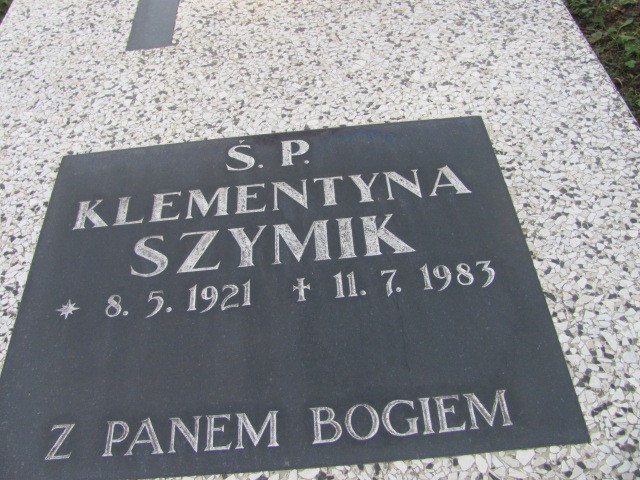 Ś. P.
KLEMENTYNA
SZYMIK
* 8. 5. 1921 † 11. 7. 1983
Z PANEM BOGIEM